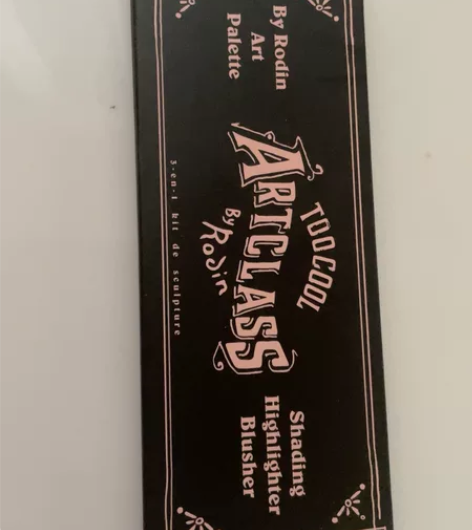 By Rodin
Art
Palette
TOO COOL
ARTCLASS
By Rodin
3-en-1 kit de sculpture
Shading
Highlighter
Blusher